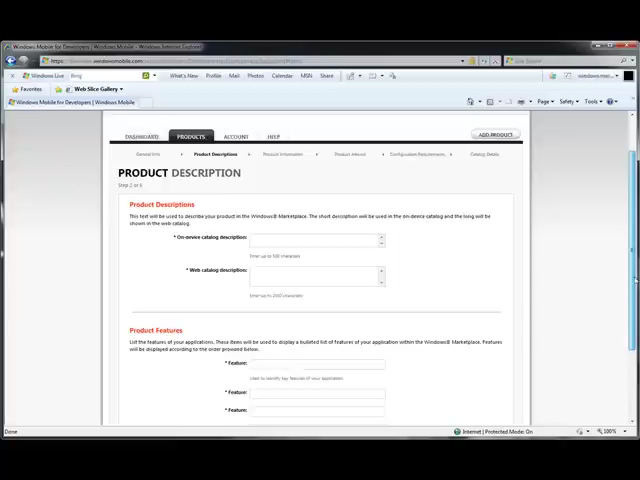 Windows Mobile for Developers | Windows Mobile - Windows Internet Explorer
Windows Live Bing What's New Profile Mail Photos Calendar MSN Share
Favorites Web Slice Gallery
Windows Mobile for Developers | Windows Mobile Page Safety Tools
DASHBOARD PRODUCTS ACCOUNT HELP ADD PRODUCT
General Info Product Descriptions Product Information Product Artwork Configuration Requirements Catalog Details
PRODUCT DESCRIPTION
Step 2 of 6
Product Descriptions
This text will be used to describe your product in the Windows® Marketplace. The short description will be used in the on-device catalog and the long will be
shown in the web catalog.
* On-device catalog description:
Enter up to 500 characters
* Web catalog description:
Enter up to 2000 characters
Product Features
List the features of your applications. These items will be used to display a bulleted list of features of your application within the Windows® Marketplace. Features
will be displayed according to the order provided below.
* Feature:
Used to identify key features of your application
* Feature:
* Feature:
Done Internet | Protected Mode: On 100%